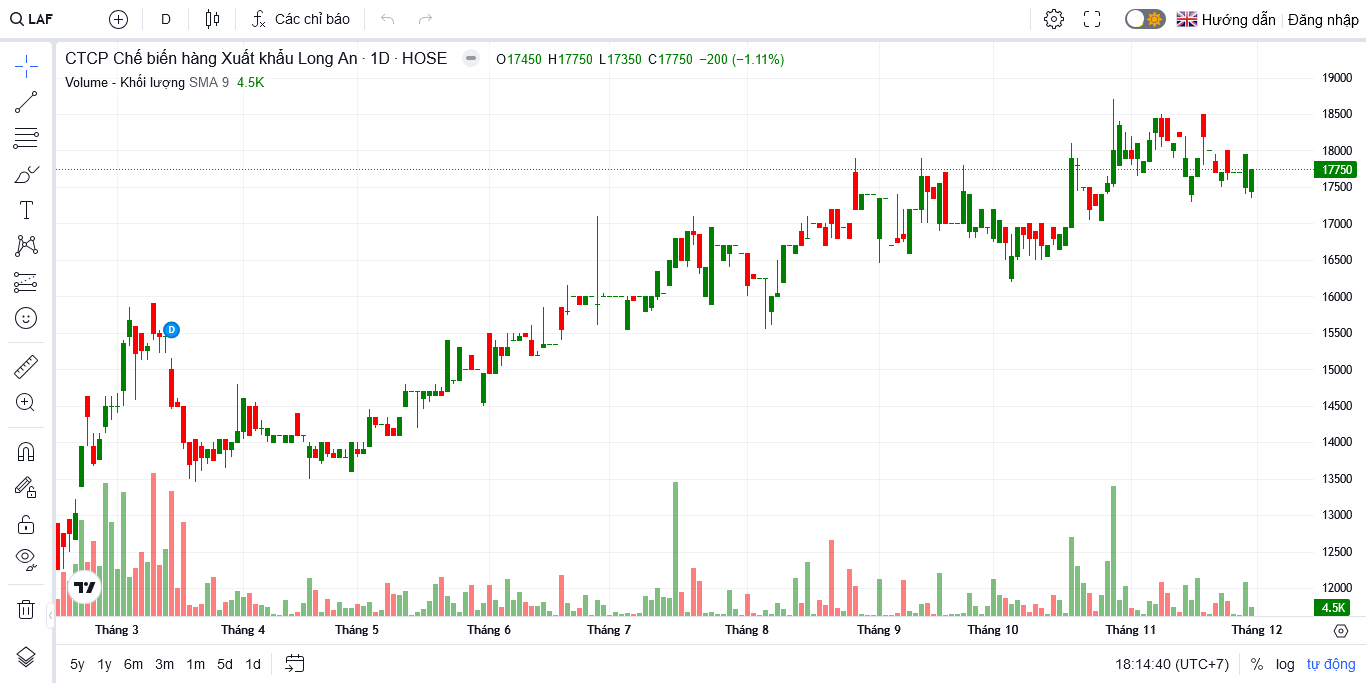 LAF D Các chỉ báo Hướng dẫn Đăng nhập
CTCP Chế biến hàng Xuất khẩu Long An · 1D · HOSE O17450 H17750 L17350 C17750 −200 (−1.11%)
Volume - Khối lượng SMA 9 4.5K
19000
18500
18000
17750
17500
17000
16500
16000
15500
D
15000
14500
14000
13500
13000
12500
12000
4.5K
Tháng 3 Tháng 4 Tháng 5 Tháng 6 Tháng 7 Tháng 8 Tháng 9 Tháng 10 Tháng 11 Tháng 12
5y 1y 6m 3m 1m 5d 1d 18:14:40 (UTC+7) % log tự động